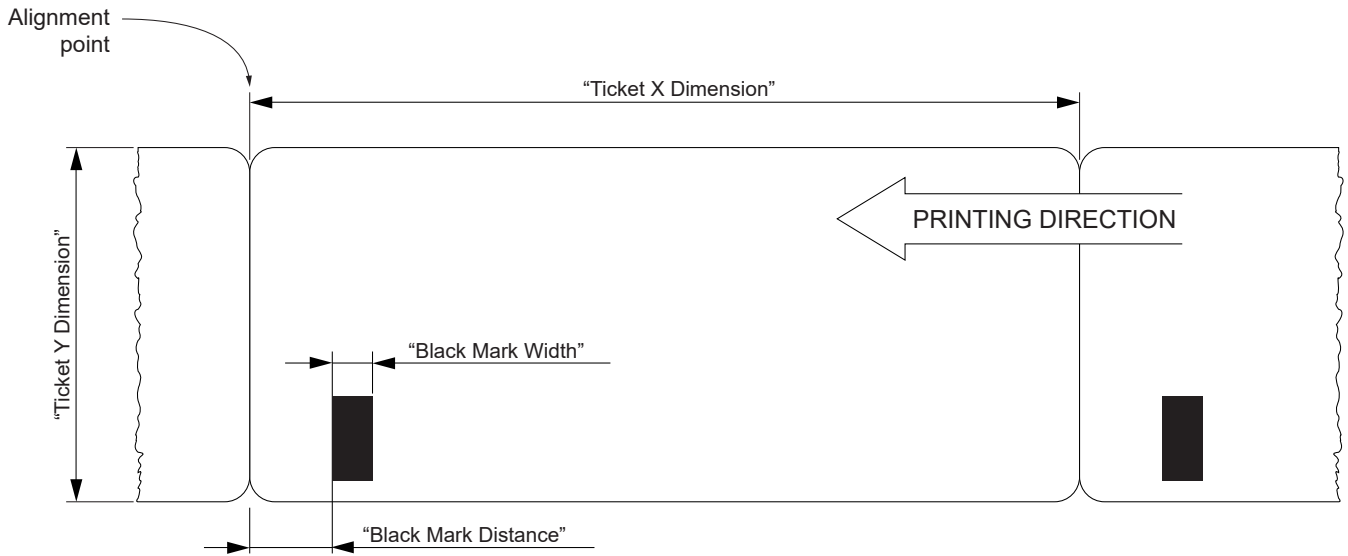 Alignment
point
“Ticket X Dimension”
PRINTING DIRECTION
“Ticket Y Dimension”
“Black Mark Width”
“Black Mark Distance”